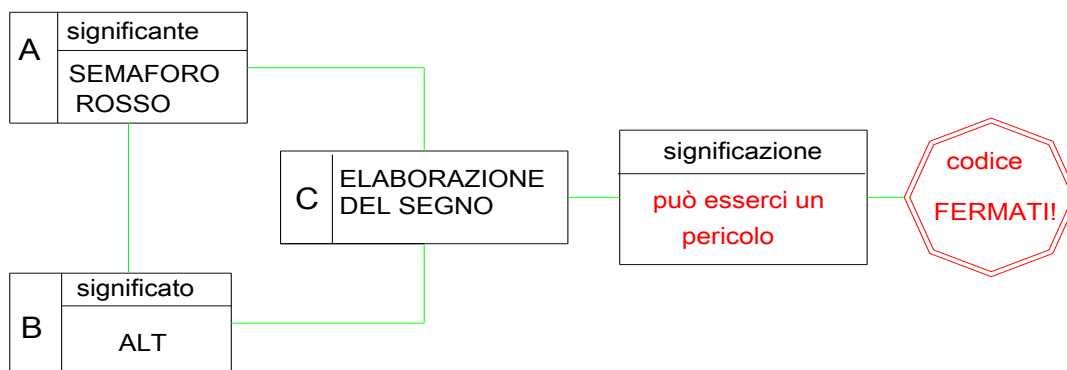 A
significante
SEMAFORO
ROSSO
B
significato
ALT
C
ELABORAZIONE
DEL SEGNO
significazione
può esserci un
pericolo
codice
FERMATI!